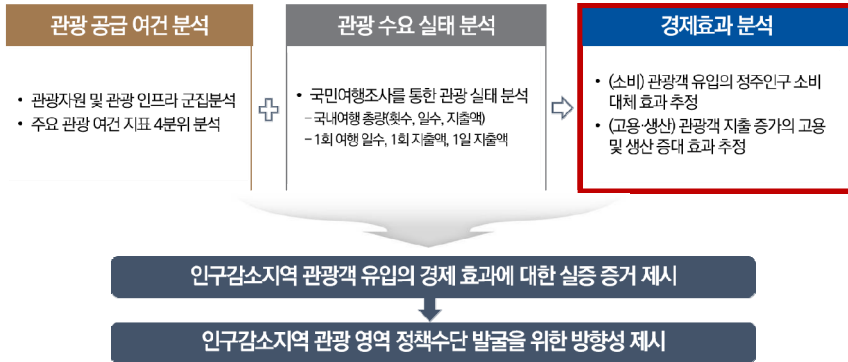 관광 공급 여건 분석
• 관광자원 및 관광 인프라 군집분석
• 주요 관광 여건 지표 4분위 분석
관광 수요 실태 분석
• 국민여행조사를 통한 관광 실태 분석
– 국내여행 총량(횟수, 일수, 지출액)
– 1회 여행 일수, 1회 지출액, 1일 지출액
경제효과 분석
• (소비) 관광객 유입의 정주인구 소비
대체 효과 추정
• (고용·생산) 관광객 지출 증가의 고용
및 생산 증대 효과 추정
인구감소지역 관광객 유입의 경제 효과에 대한 실증 증거 제시
인구감소지역 관광 영역 정책수단 발굴을 위한 방향성 제시